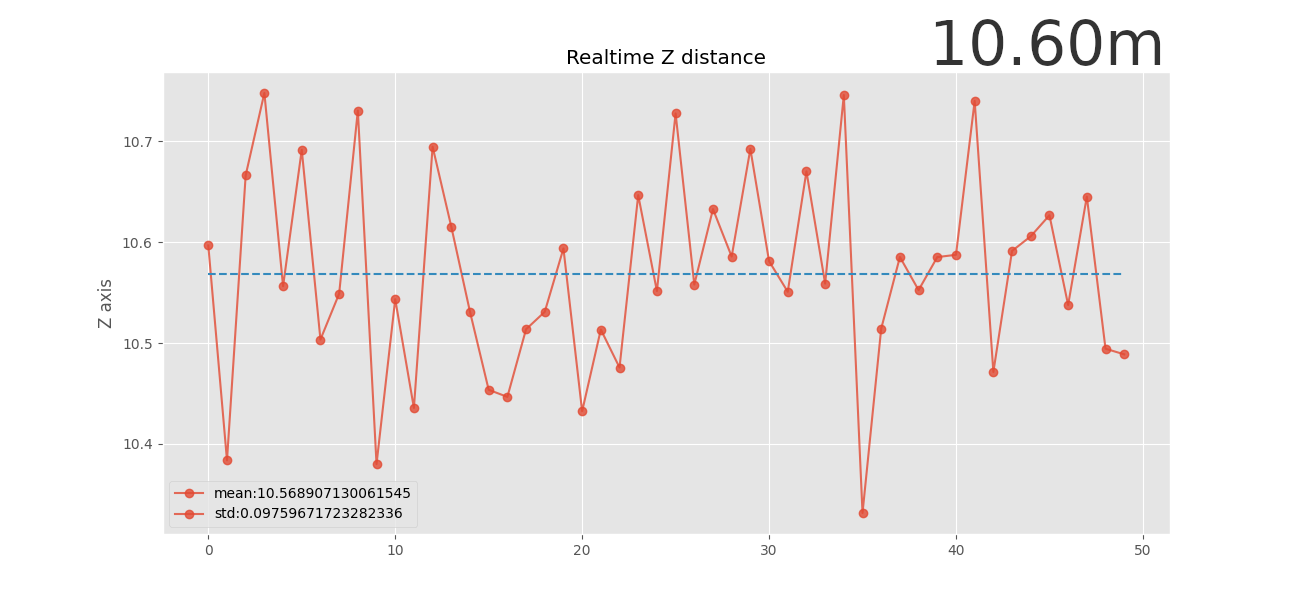 10.60m
Realtime Z distance
Z axis
10.7
10.6
10.5
10.4
mean:10.568907130061545
std:0.09759671723282336
0 10 20 30 40 50